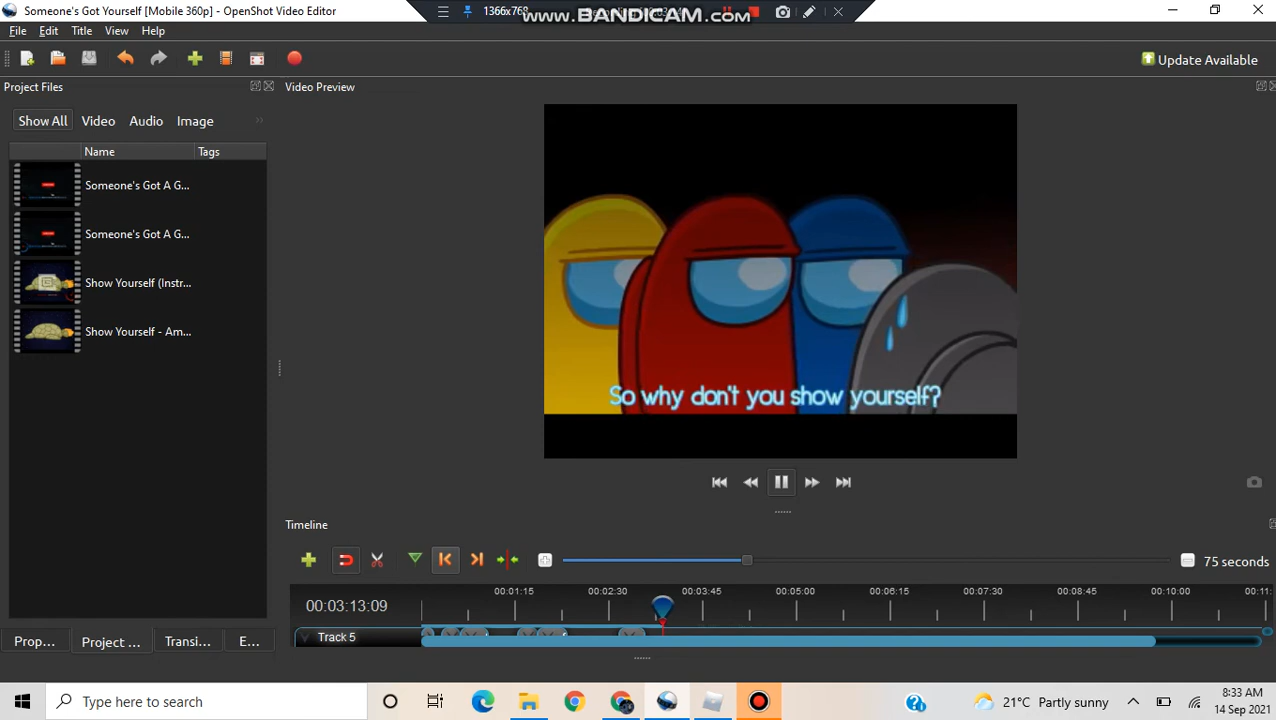 Someone's Got Yourself [Mobile 360p] - OpenShot Video Editor
1366x768
www.BANDICAM.com
File Edit Title View Help
Update Available
Project Files
Video Preview
Show All Video Audio Image
Name Tags
Someone's Got A G...
Someone's Got A G...
Show Yourself (Instr...
Show Yourself - Am...
So why don't you show yourself?
Timeline
75 seconds
00:03:13:09
00:01:15 00:02:30 00:03:45 00:05:00 00:06:15 00:07:30 00:08:45 00:10:00 00:11:
Track 5
Prop... Project ... Transi... E...
Type here to search
21°C Partly sunny
8:33 AM
14 Sep 2021